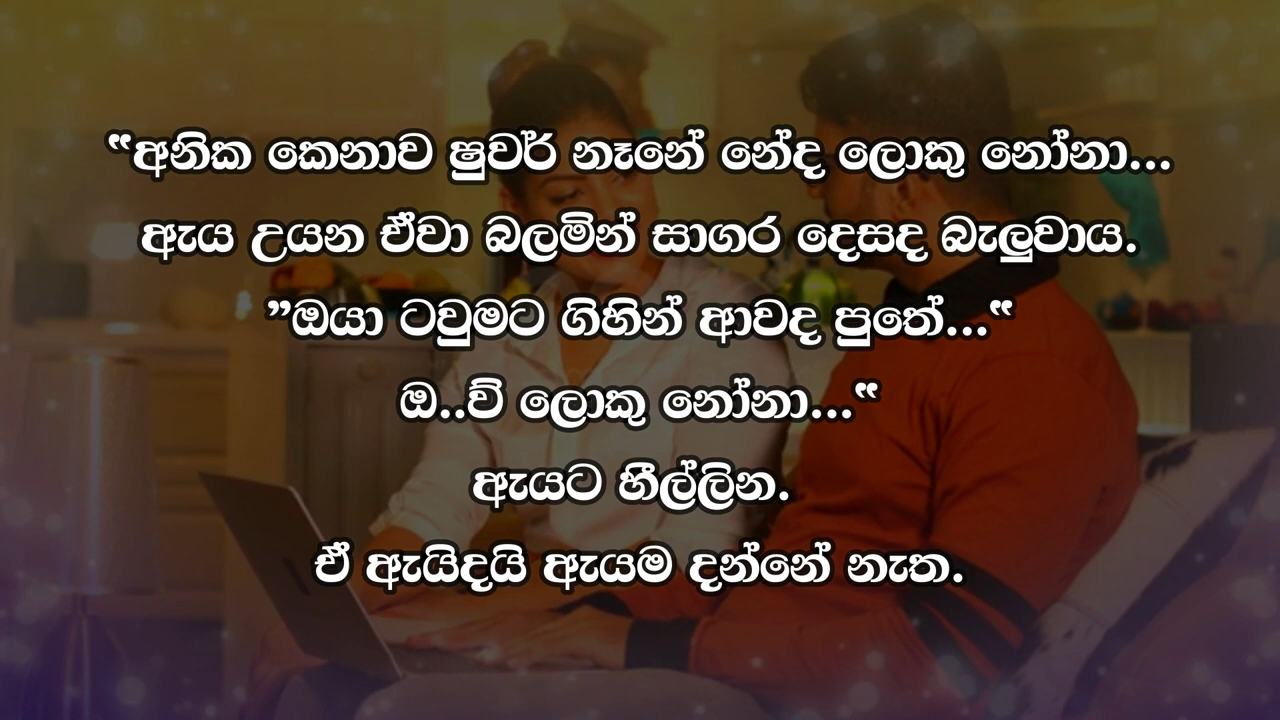 “අනික කෙනාව ෂුවර් නෑනේ නේද ලොකු නෝනා...
ඇය උයන ඒවා බලමින් සාගර දෙසද බැලුවාය.
”ඔයා ටවුමට ගිහින් ආවද පුතේ...“
ඔ..ව් ලොකු නෝනා...“
ඇයට හීල්ලින.
ඒ ඇයිදයි ඇයම දන්නේ නැත.